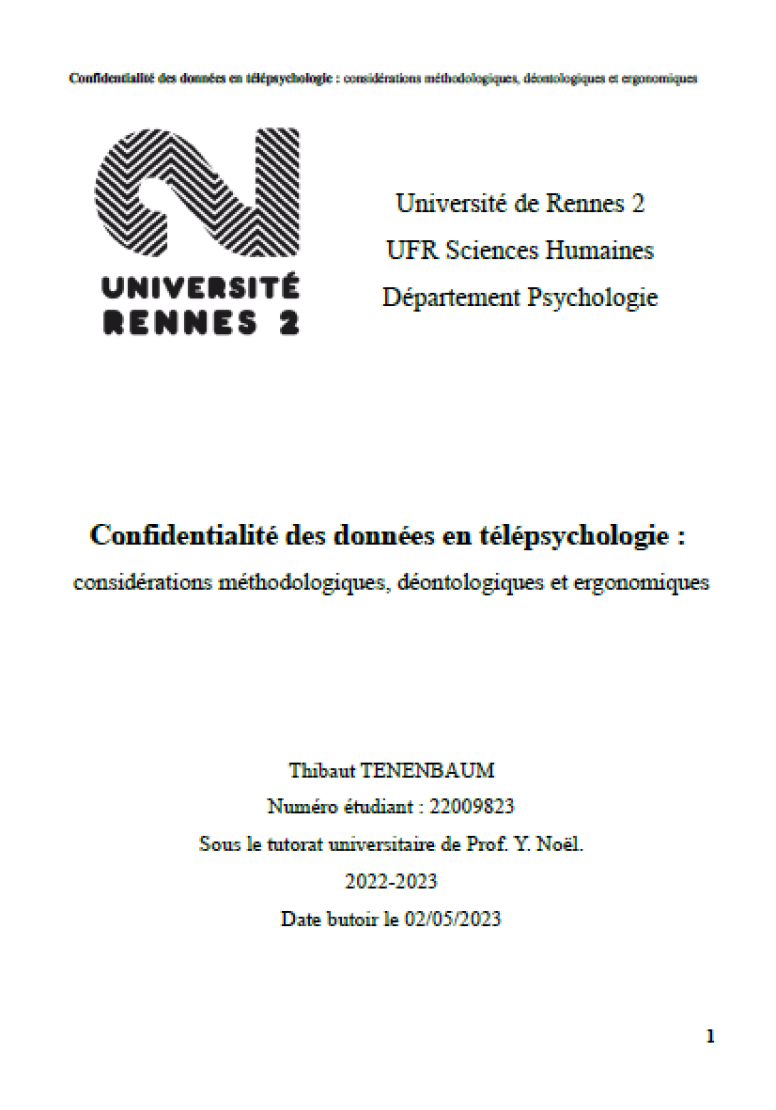 Confidentialité des données en télépsychologie : considérations méthodologiques, déontologiques et ergonomiques
UNIVERSITÉ
RENNES 2
Université de Rennes 2
UFR Sciences Humaines
Département Psychologie
Confidentialité des données en télépsychologie :
considérations méthodologiques, déontologiques et ergonomiques
Thibaut TENENBAUM
Numéro étudiant : 22009823
Sous le tutorat universitaire de Prof. Y. Noël.
2022-2023
Date butoir le 02/05/2023
1